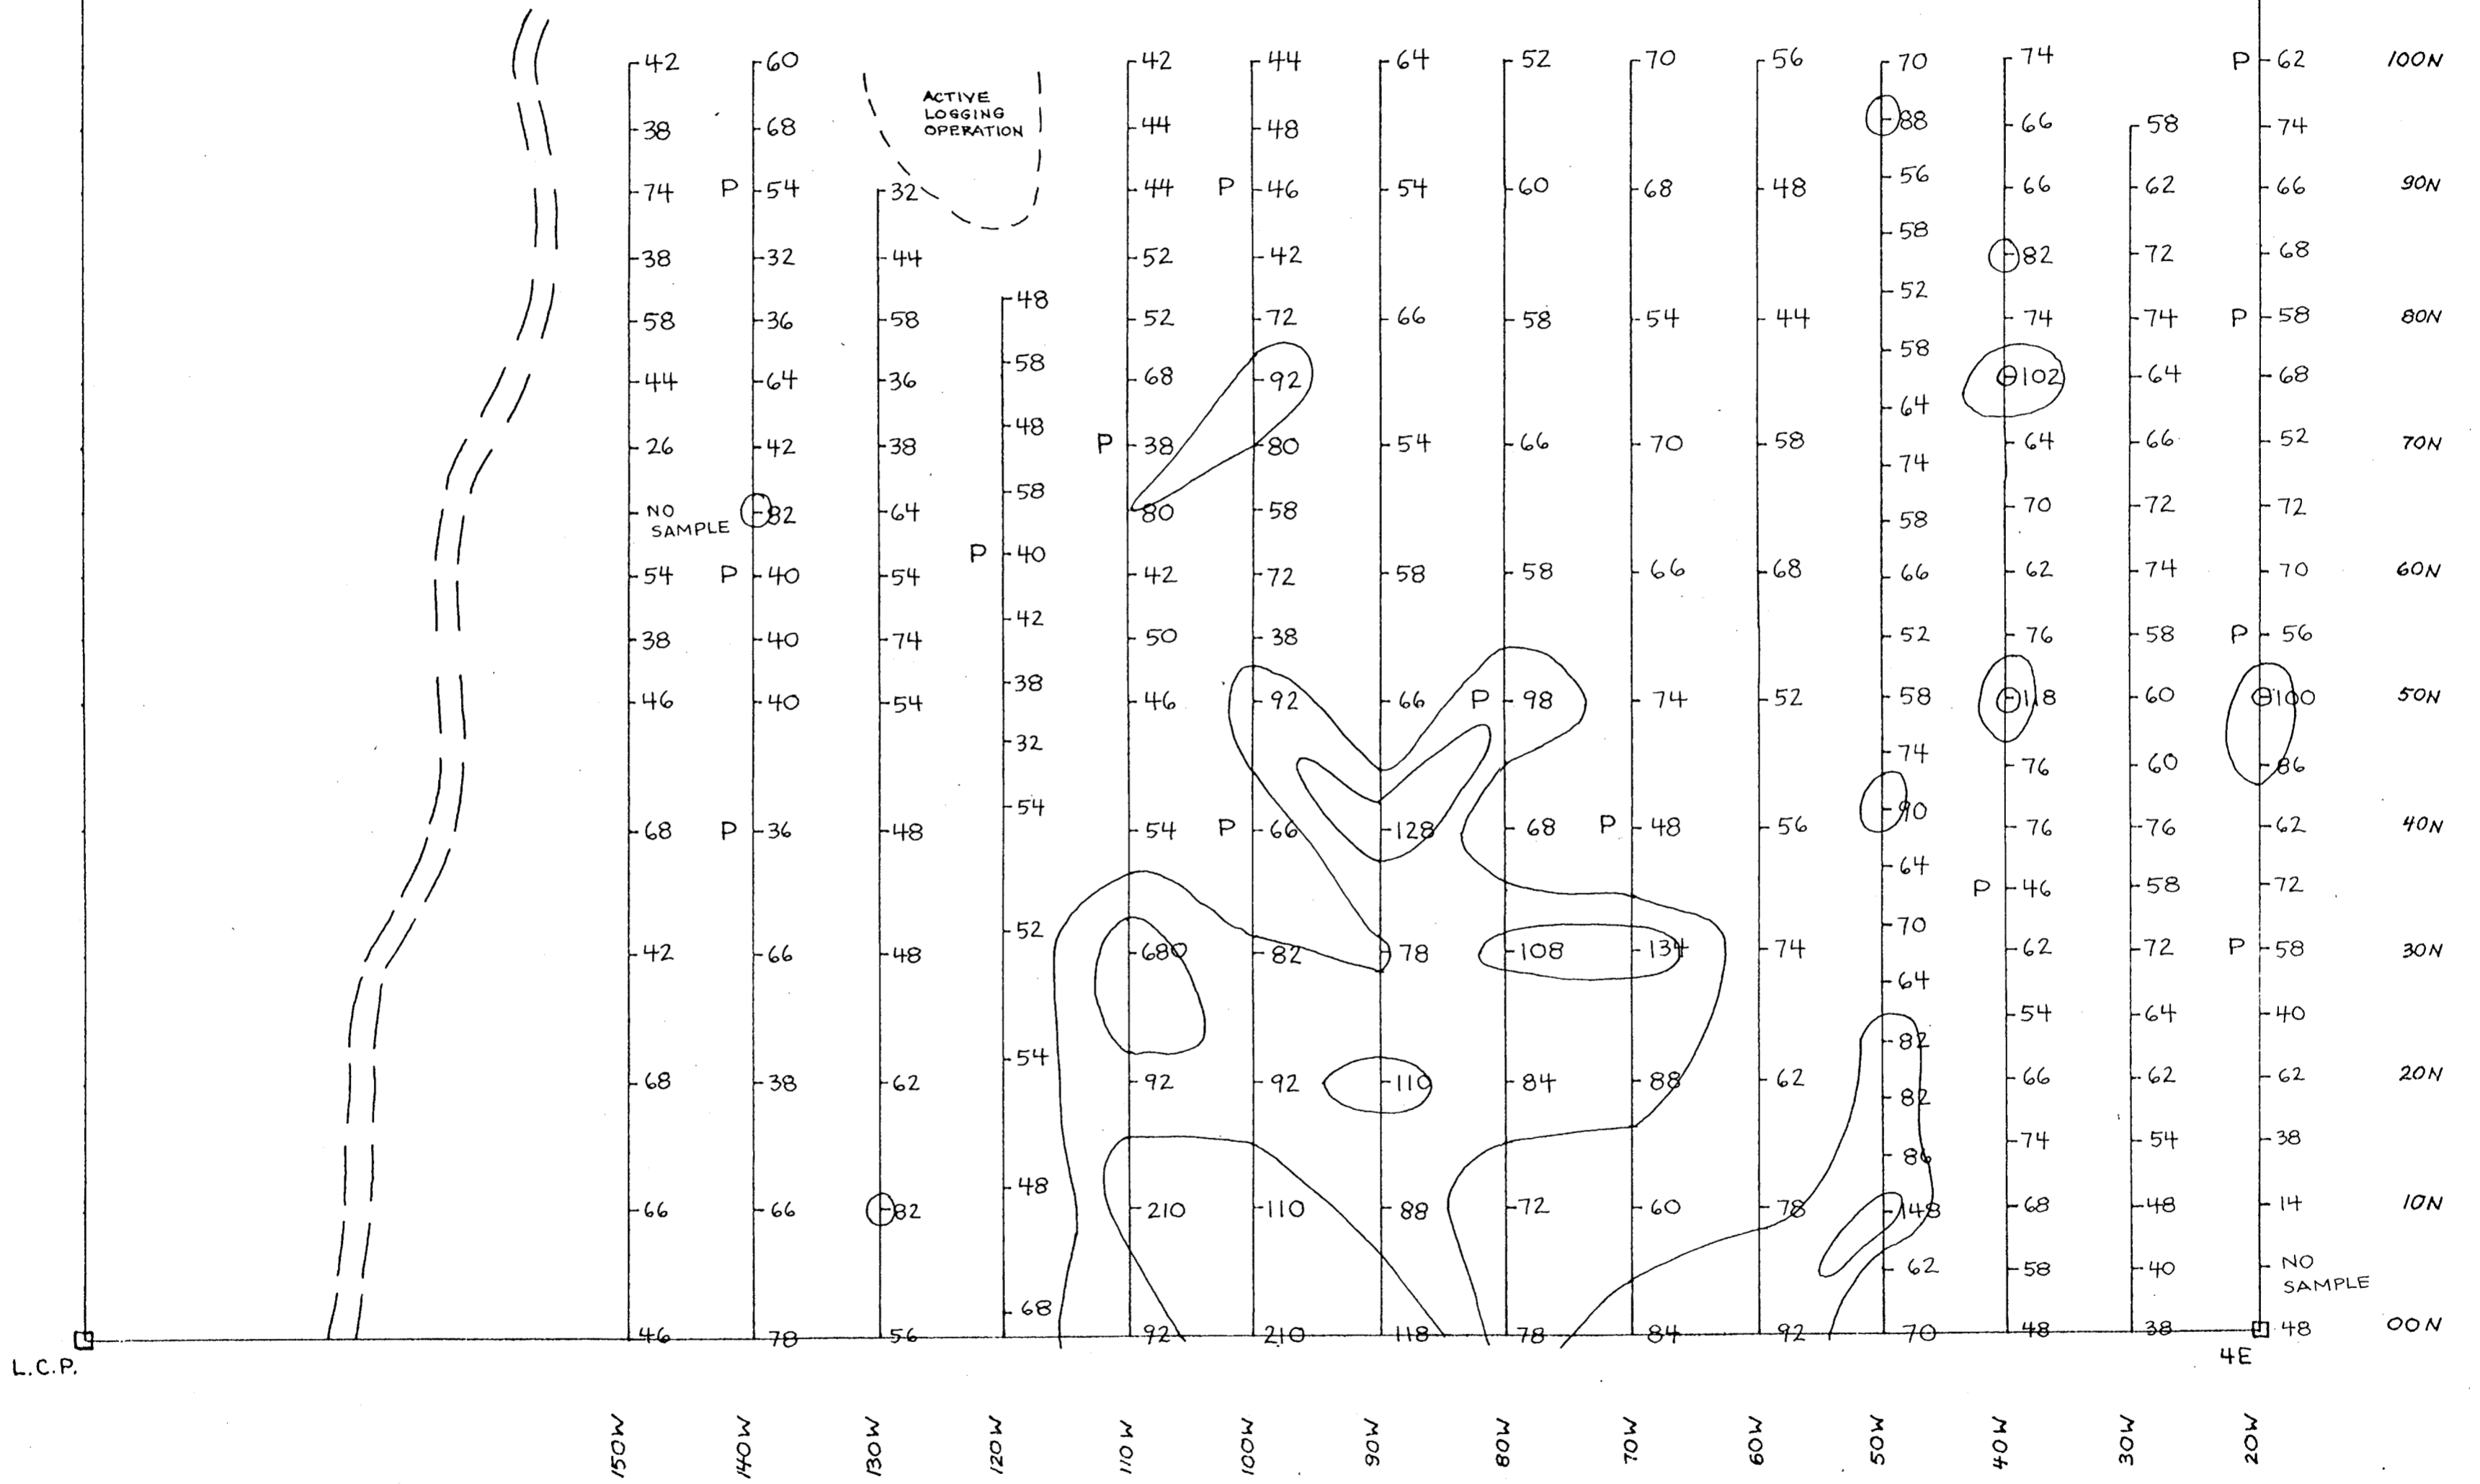 42 60 42 44 64 52 70 56 70 74 P 62 100N
ACTIVE
LOGGING
OPERATION
38 68 44 48 88 66 58 74
74 P 54 32 44 P 46 54 60 68 48 56 66 62 66 90N
58
38 32 44 52 42 82 72 68
48 52
58 36 58 52 72 66 58 54 44 74 74 P 58 80N
58 58
44 64 36 68 92 102 64 68
48 64
26 42 38 P 38 80 54 66 70 58 64 66 52 70N
58 74
NO 82 64 80 58 58 70 72 72
SAMPLE
P 40
54 P 40 54 42 72 58 58 66 68 66 62 74 70 60N
42
38 40 74 50 38 52 76 58 P 56
38
46 40 54 46 92 66 P 98 74 52 58 118 60 100 50N
32 74
76 60 86
54 90
68 P 36 48 54 P 66 128 68 P 48 56 76 76 62 40N
64
P 46 58 72
52 70
42 66 48 680 82 78 108 134 74 62 72 P 58 30N
64
54 64 40
54 82
68 38 62 92 92 110 84 88 62 66 62 62 20N
82
74 54 38
86
48
66 66 82 210 110 88 72 60 78 148 68 48 14 10N
62 58 40 NO
SAMPLE
68
46 78 56 92 210 118 78 84 92 70 48 38 48 00N
L.C.P. 4E
150W 140W 130W 120W 110W 100W 90W 80W 70W 60W 50W 40W 30W 20W